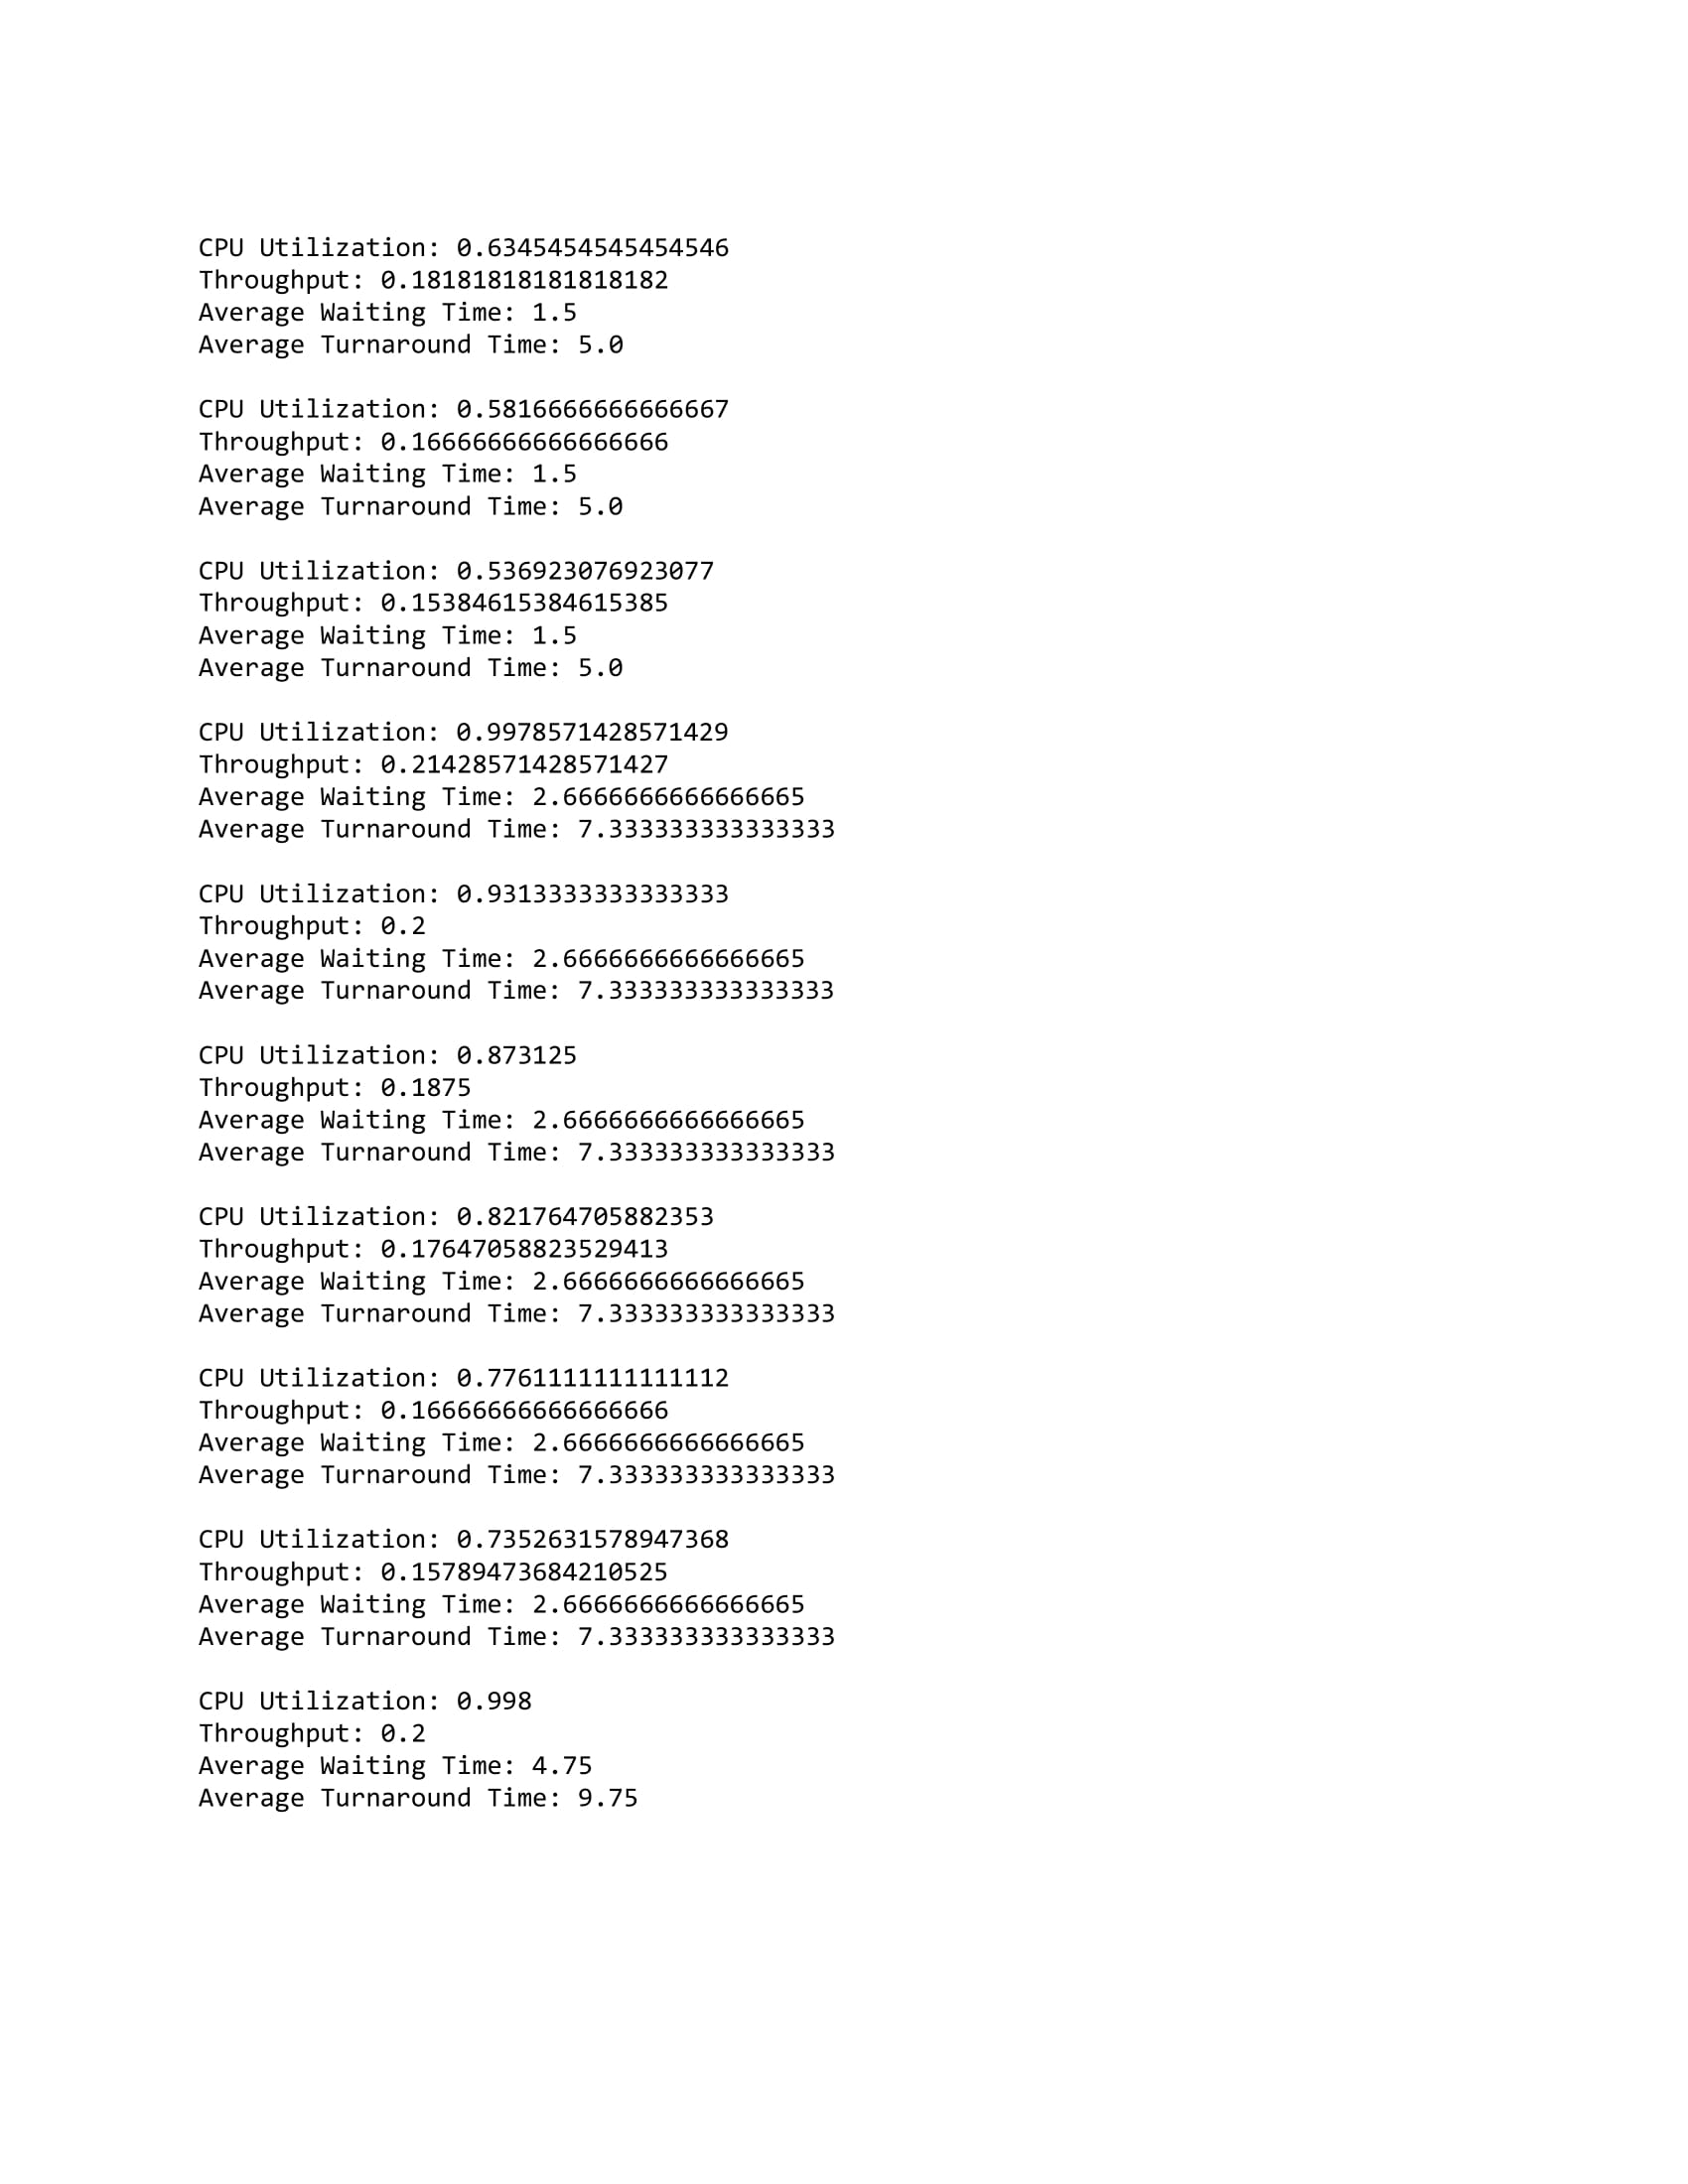 CPU Utilization: 0.6345454545454546
Throughput: 0.18181818181818182
Average Waiting Time: 1.5
Average Turnaround Time: 5.0
CPU Utilization: 0.5816666666666667
Throughput: 0.16666666666666666
Average Waiting Time: 1.5
Average Turnaround Time: 5.0
CPU Utilization: 0.536923076923077
Throughput: 0.15384615384615385
Average Waiting Time: 1.5
Average Turnaround Time: 5.0
CPU Utilization: 0.9978571428571429
Throughput: 0.21428571428571427
Average Waiting Time: 2.6666666666666665
Average Turnaround Time: 7.333333333333333
CPU Utilization: 0.9313333333333333
Throughput: 0.2
Average Waiting Time: 2.6666666666666665
Average Turnaround Time: 7.333333333333333
CPU Utilization: 0.873125
Throughput: 0.1875
Average Waiting Time: 2.6666666666666665
Average Turnaround Time: 7.333333333333333
CPU Utilization: 0.821764705882353
Throughput: 0.17647058823529413
Average Waiting Time: 2.6666666666666665
Average Turnaround Time: 7.333333333333333
CPU Utilization: 0.7761111111111112
Throughput: 0.16666666666666666
Average Waiting Time: 2.6666666666666665
Average Turnaround Time: 7.333333333333333
CPU Utilization: 0.7352631578947368
Throughput: 0.15789473684210525
Average Waiting Time: 2.6666666666666665
Average Turnaround Time: 7.333333333333333
CPU Utilization: 0.998
Throughput: 0.2
Average Waiting Time: 4.75
Average Turnaround Time: 9.75